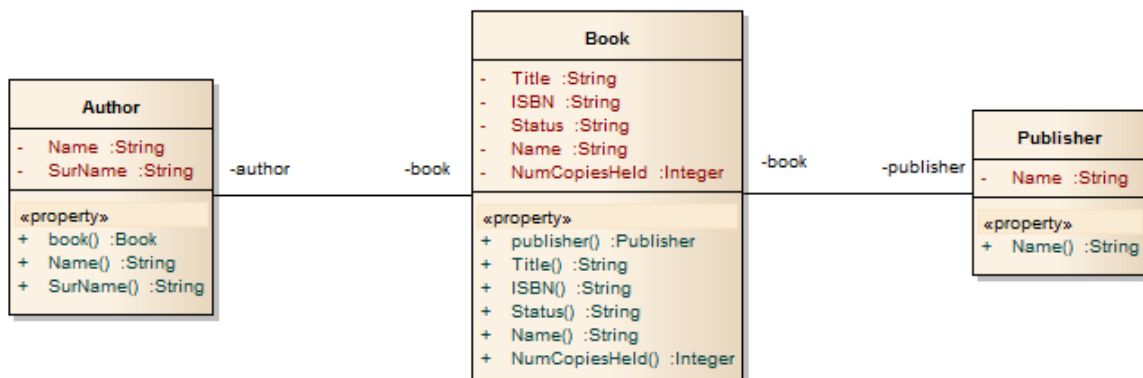 Author
- Name :String
- SurName :String
«property»
+ book() :Book
+ Name() :String
+ SurName() :String
-author
-book
Book
- Title :String
- ISBN :String
- Status :String
- Name :String
- NumCopiesHeld :Integer
«property»
+ publisher() :Publisher
+ Title() :String
+ ISBN() :String
+ Status() :String
+ Name() :String
+ NumCopiesHeld() :Integer
-book
-publisher
Publisher
- Name :String
«property»
+ Name() :String